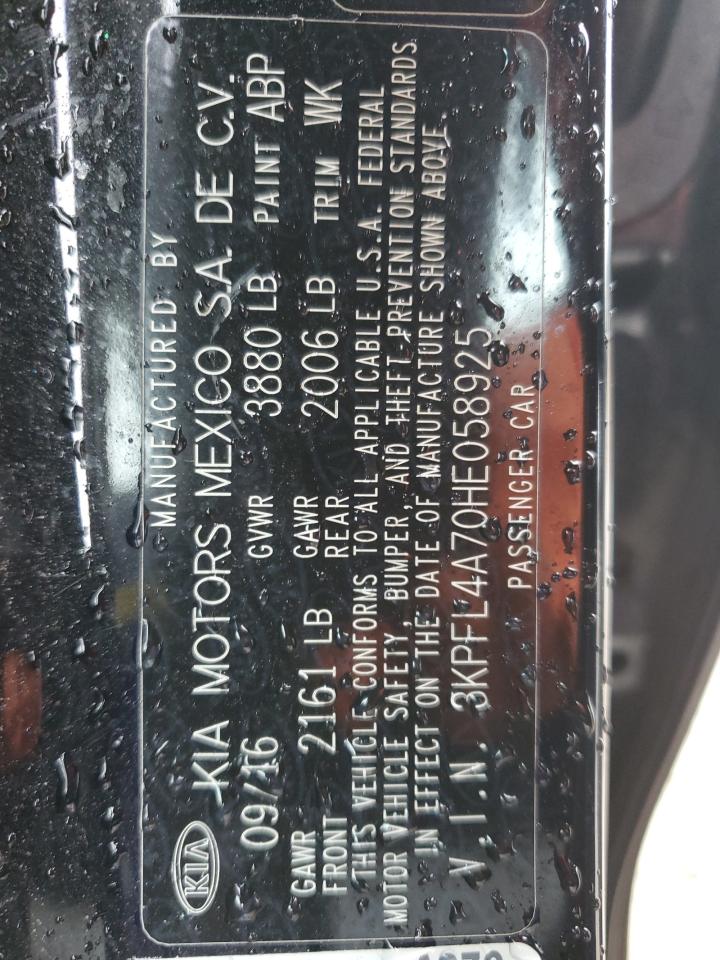 MANUFACTURED BY
KIA KIA MOTORS MEXICO S.A. DE C.V.
09/16 GVWR 3880 LB PAINT ABP
GAWR FRONT 2161 LB GAWR REAR 2006 LB TRIM WK
THIS VEHICLE CONFORMS TO ALL APPLICABLE U.S.A. FEDERAL
MOTOR VEHICLE SAFETY, BUMPER, AND THEFT PREVENTION STANDARDS
IN EFFECT ON THE DATE OF MANUFACTURE SHOWN ABOVE.
V.I.N. 3KPFL4A70HE058925
PASSENGER CAR